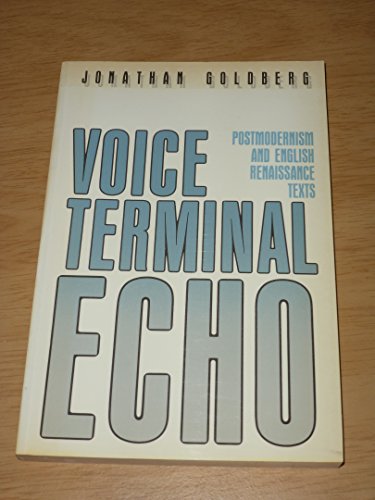 JONATHAN GOLDBERG
VOICE
POSTMODERNISM
AND ENGLISH
RENAISSANCE
TEXTS
TERMINAL
ECHO